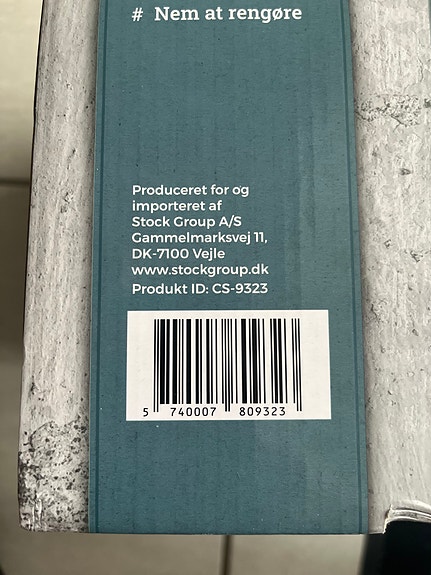 # Nem at rengøre
Produceret for og
importeret af
Stock Group A/S
Gammelmarksvej 11,
DK-7100 Vejle
www.stockgroup.dk
Produkt ID: CS-9323
5 740007 809323